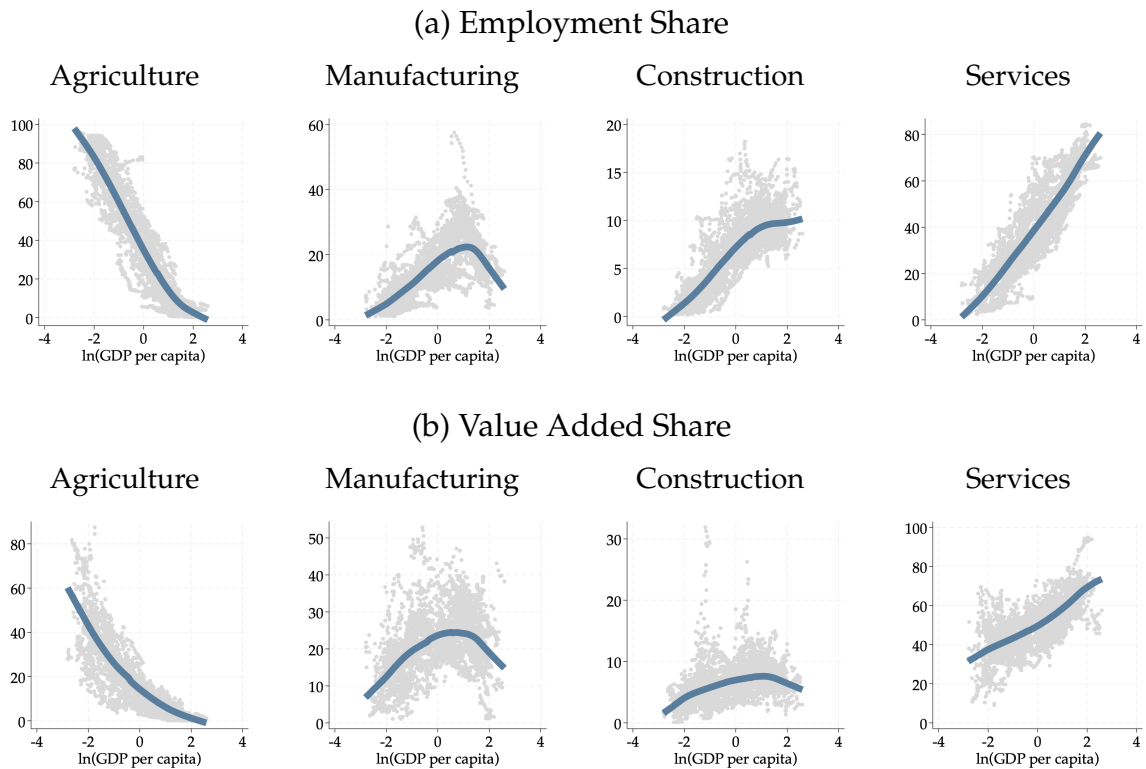 (a) Employment Share
Agriculture Manufacturing Construction Services
100 80 60 40 20 0
-4 -2 0 2 4
ln(GDP per capita)
60 40 20 0
-4 -2 0 2 4
ln(GDP per capita)
20 15 10 5 0
-4 -2 0 2 4
ln(GDP per capita)
80 60 40 20 0
-4 -2 0 2 4
ln(GDP per capita)
(b) Value Added Share
Agriculture Manufacturing Construction Services
80 60 40 20 0
-4 -2 0 2 4
ln(GDP per capita)
50 40 30 20 10 0
-4 -2 0 2 4
ln(GDP per capita)
30 20 10 0
-4 -2 0 2 4
ln(GDP per capita)
100 80 60 40 20 0
-4 -2 0 2 4
ln(GDP per capita)